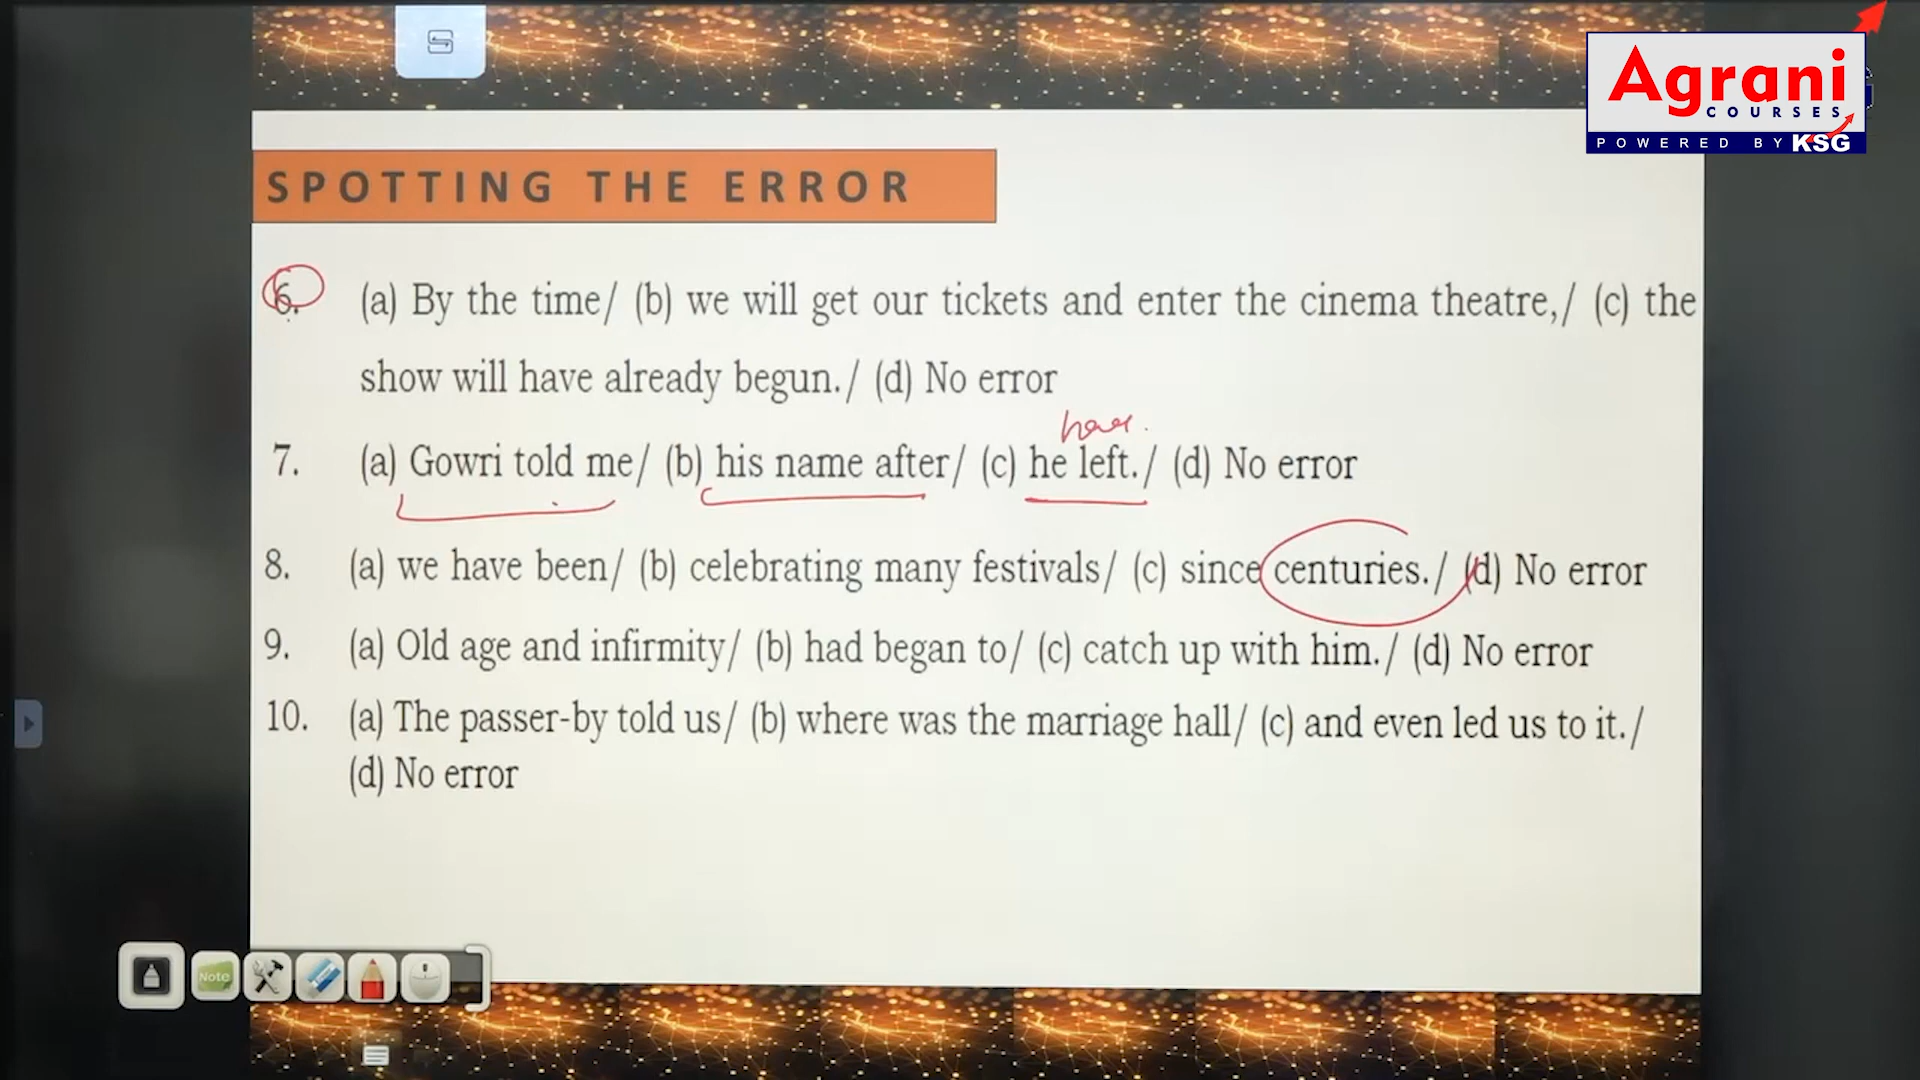 Agrani
COURSES
POWERED BY KSG
SPOTTING THE ERROR
6. (a) By the time/ (b) we will get our tickets and enter the cinema theatre,/ (c) the
show will have already begun./ (d) No error
7. (a) Gowri told me/ (b) his name after/ (c) he left./ (d) No error
8. (a) we have been/ (b) celebrating many festivals/ (c) since centuries./ (d) No error
9. (a) Old age and infirmity/ (b) had began to/ (c) catch up with him./ (d) No error
10. (a) The passer-by told us/ (b) where was the marriage hall/ (c) and even led us to it./
(d) No error
Note